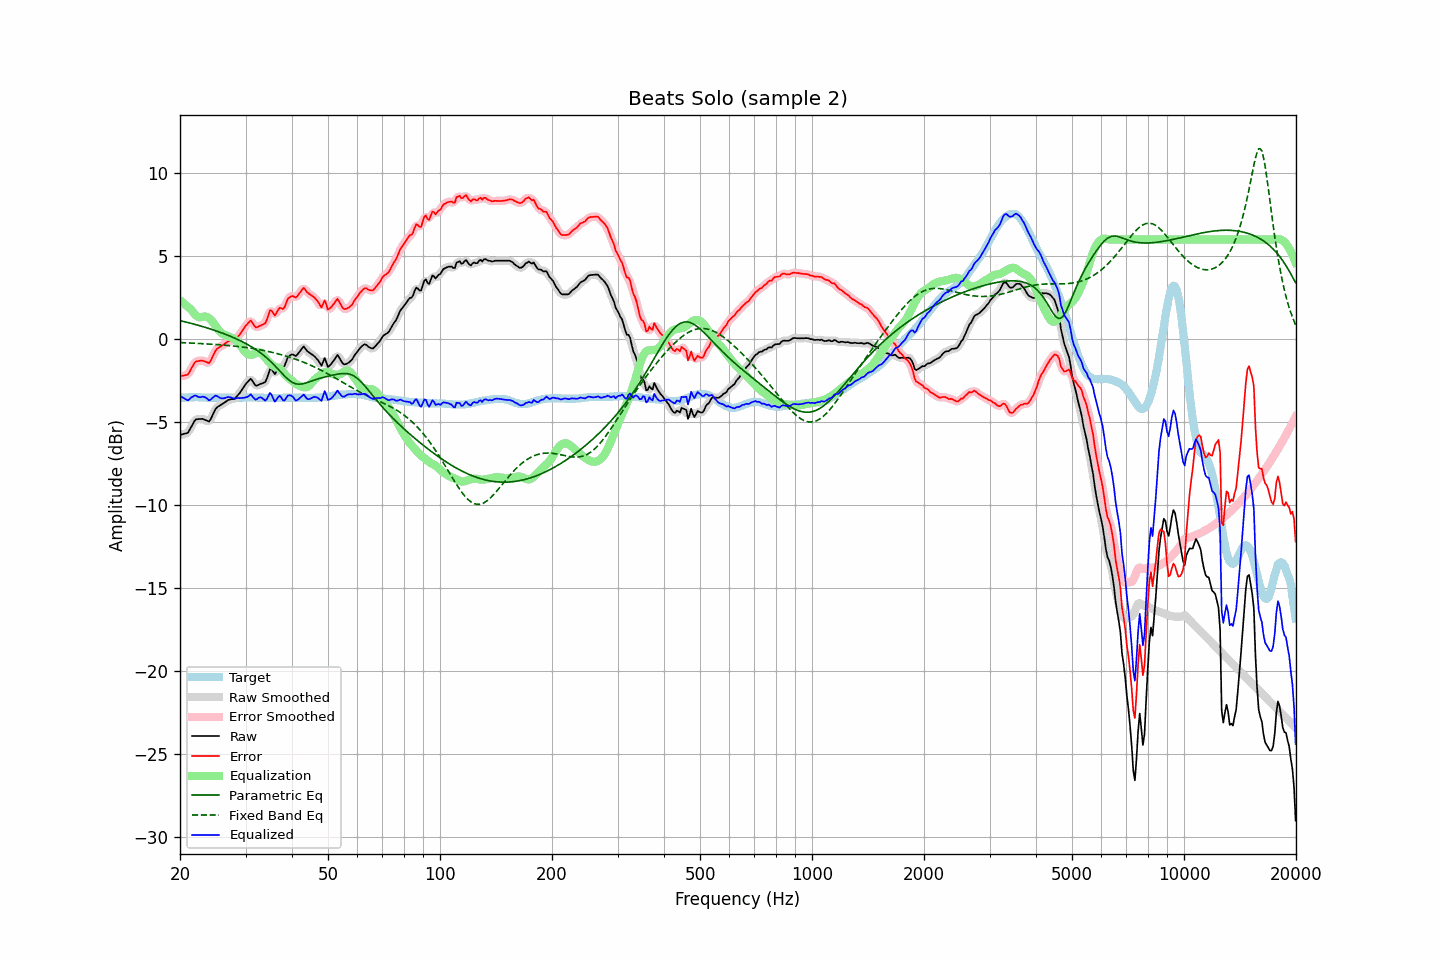 Beats Solo (sample 2)
Amplitude (dBr)
10
5
0
−5
−10
−15
−20
−25
−30
Target
Raw Smoothed
Error Smoothed
Raw
Error
Equalization
Parametric Eq
Fixed Band Eq
Equalized
20 50 100 200 500 1000 2000 5000 10000 20000
Frequency (Hz)